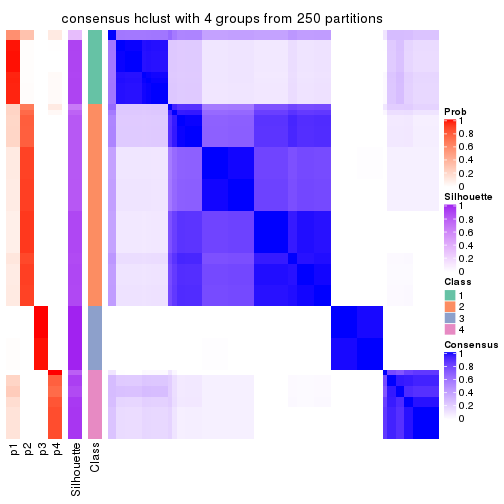 consensus hclust with 4 groups from 250 partitions
Prob
1
0.8
0.6
0.4
0.2
0
Silhouette
1
0.8
0.6
0.4
0.2
0
Class
1
2
3
4
Consensus
1
0.8
0.6
0.4
0.2
0
p1
p2
p3
p4
Silhouette
Class